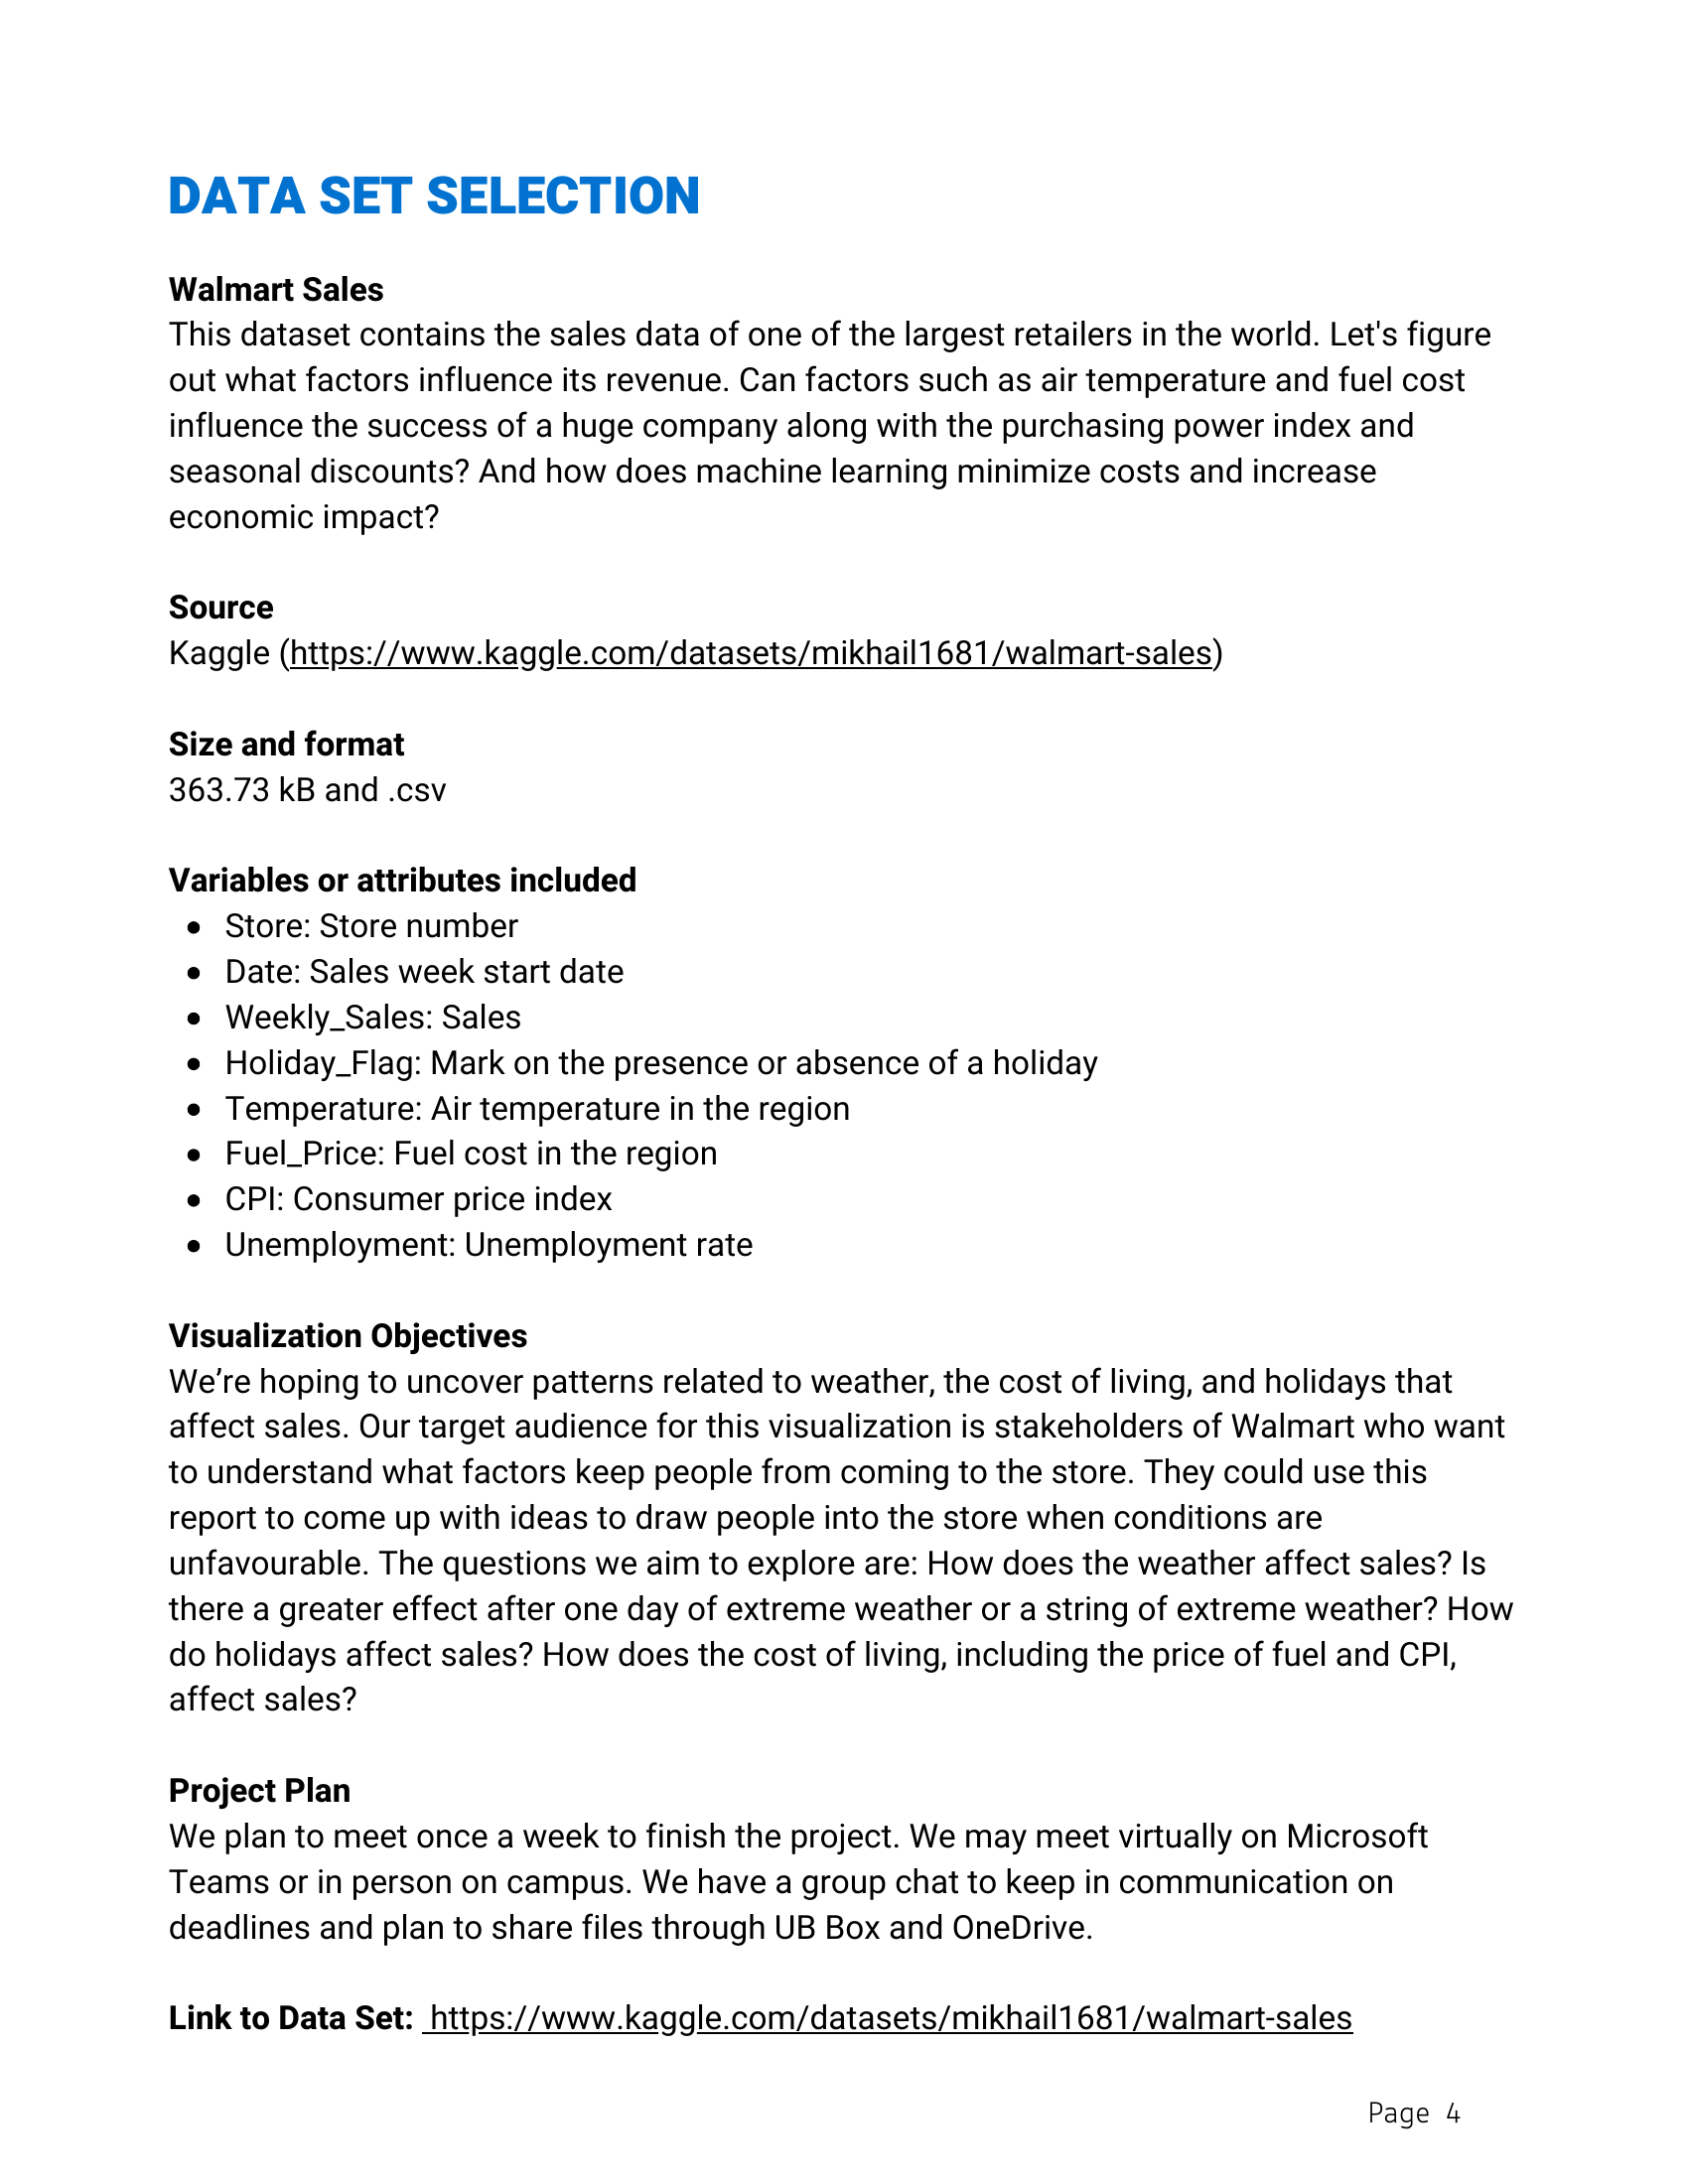 DATA SET SELECTION
Walmart Sales
This dataset contains the sales data of one of the largest retailers in the world. Let's figure
out what factors influence its revenue. Can factors such as air temperature and fuel cost
influence the success of a huge company along with the purchasing power index and
seasonal discounts? And how does machine learning minimize costs and increase
economic impact?
Source
Kaggle (https://www.kaggle.com/datasets/mikhail1681/walmart-sales)
Size and format
363.73 kB and .csv
Variables or attributes included
• Store: Store number
• Date: Sales week start date
• Weekly_Sales: Sales
• Holiday_Flag: Mark on the presence or absence of a holiday
• Temperature: Air temperature in the region
• Fuel_Price: Fuel cost in the region
• CPI: Consumer price index
• Unemployment: Unemployment rate
Visualization Objectives
We’re hoping to uncover patterns related to weather, the cost of living, and holidays that
affect sales. Our target audience for this visualization is stakeholders of Walmart who want
to understand what factors keep people from coming to the store. They could use this
report to come up with ideas to draw people into the store when conditions are
unfavourable. The questions we aim to explore are: How does the weather affect sales? Is
there a greater effect after one day of extreme weather or a string of extreme weather? How
do holidays affect sales? How does the cost of living, including the price of fuel and CPI,
affect sales?
Project Plan
We plan to meet once a week to finish the project. We may meet virtually on Microsoft
Teams or in person on campus. We have a group chat to keep in communication on
deadlines and plan to share files through UB Box and OneDrive.
Link to Data Set: https://www.kaggle.com/datasets/mikhail1681/walmart-sales
Page 4